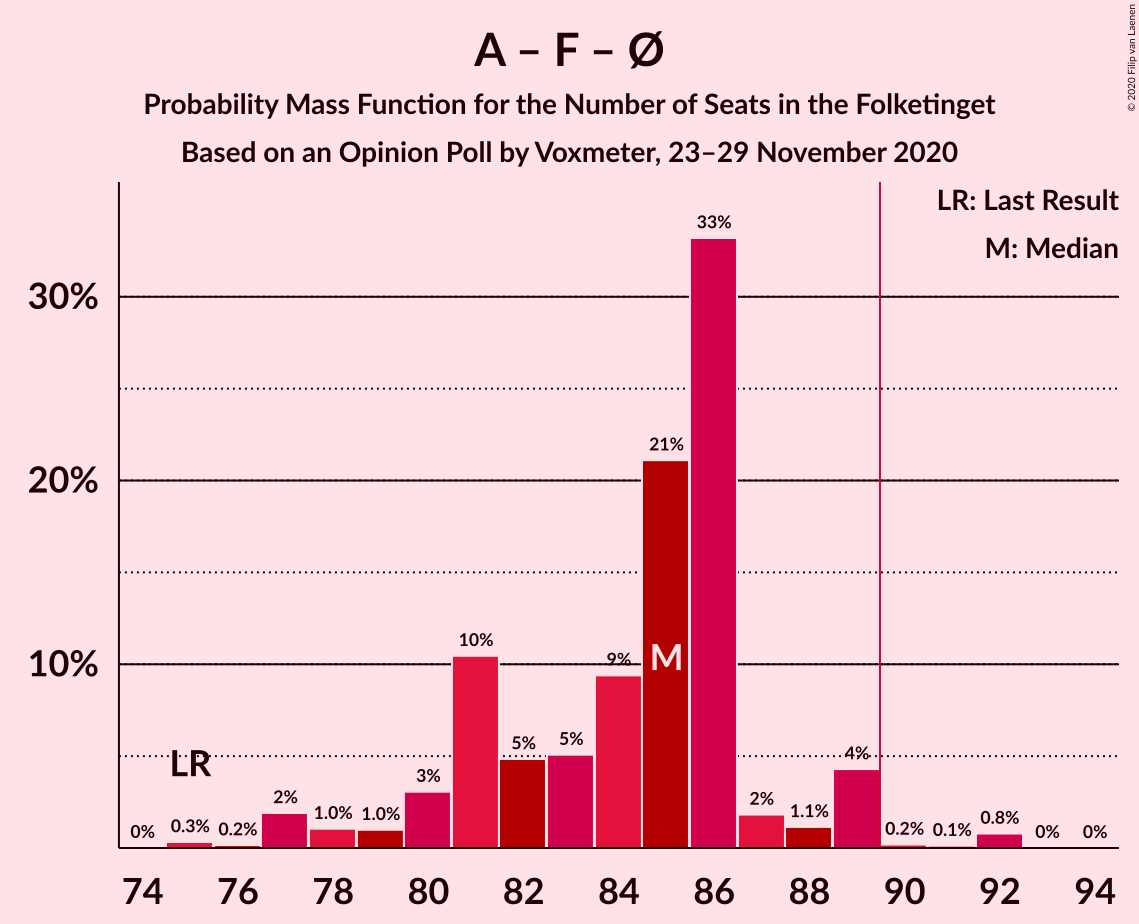 A – F – Ø
Probability Mass Function for the Number of Seats in the Folketinget
Based on an Opinion Poll by Voxmeter, 23–29 November 2020
© 2020 Filip van Laenen
LR: Last Result
M: Median
33%
30%
21%
20%
10%
9%
M
10%
LR
5%
5%
4%
3%
2%
2%
0%
0.3%
0.2%
1.0%
1.0%
1.1%
0.2%
0.1%
0.8%
0%
0%
74 76 78 80 82 84 86 88 90 92 94